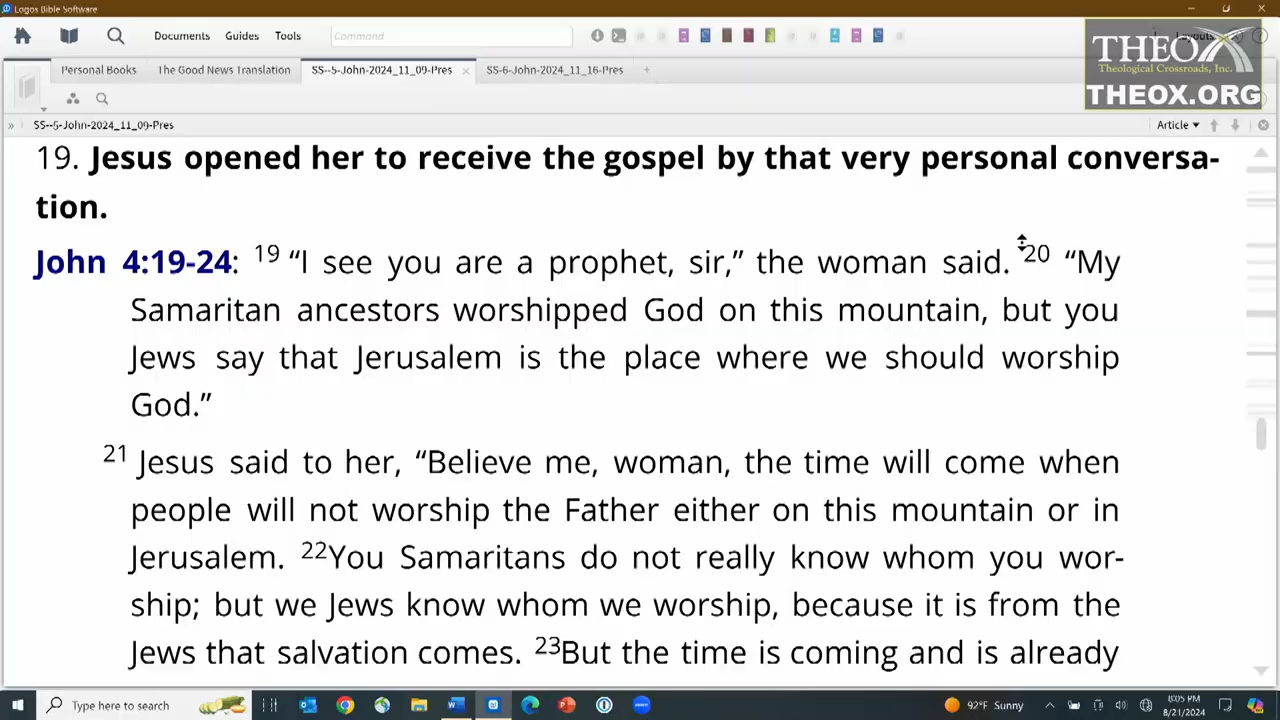 Logos Bible Software
Documents Guides Tools Command Layouts
THEOX
Theological Crossroads, Inc.
THEOX.ORG
Personal Books The Good News Translation SS--5-John-2024_11_09-Pres SS-6-John-2024_11_16-Pres
SS--5-John-2024_11_09-Pres Article
19. Jesus opened her to receive the gospel by that very personal conversa-
tion.
John 4:19-24: 19 “I see you are a prophet, sir,” the woman said. 20 “My
Samaritan ancestors worshipped God on this mountain, but you
Jews say that Jerusalem is the place where we should worship
God.”
21 Jesus said to her, “Believe me, woman, the time will come when
people will not worship the Father either on this mountain or in
Jerusalem. 22You Samaritans do not really know whom you wor-
ship; but we Jews know whom we worship, because it is from the
Jews that salvation comes. 23But the time is coming and is already
Type here to search 92°F Sunny 8:05 PM
8/21/2024